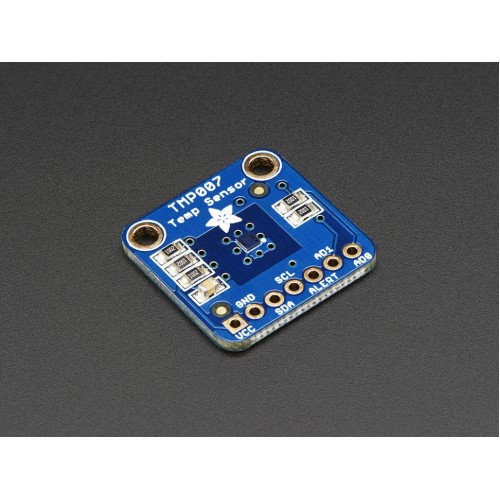 TMP007
Temp Sensor
VCC
GND
SDA
SCL
ALERT
AD1
AD0